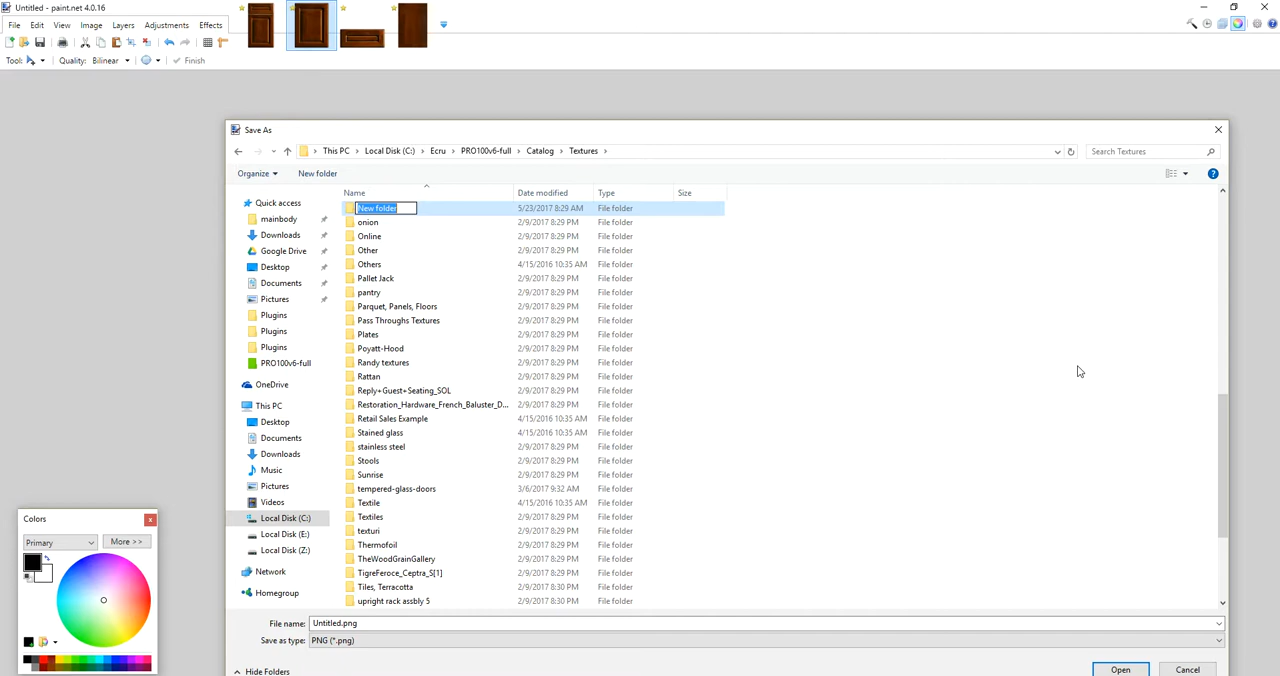 Untitled - paint.net 4.0.16
File Edit View Image Layers Adjustments Effects
Tool: Quality: Bilinear Finish
Save As
This PC › Local Disk (C:) › Ecru › PRO100v6-full › Catalog › Textures ›
Search Textures
Organize New folder
Name Date modified Type Size
Quick access
mainbody
Downloads
Google Drive
Desktop
Documents
Pictures
Plugins
Plugins
Plugins
PRO100v6-full
OneDrive
This PC
Desktop
Documents
Downloads
Music
Pictures
Videos
Local Disk (C:)
Local Disk (E:)
Local Disk (Z:)
Network
Homegroup
New folder 5/23/2017 8:29 AM File folder
onion 2/9/2017 8:29 PM File folder
Online 2/9/2017 8:29 PM File folder
Other 2/9/2017 8:29 PM File folder
Others 4/15/2016 10:35 AM File folder
Pallet Jack 2/9/2017 8:29 PM File folder
pantry 2/9/2017 8:29 PM File folder
Parquet, Panels, Floors 2/9/2017 8:29 PM File folder
Pass Throughs Textures 2/9/2017 8:29 PM File folder
Plates 2/9/2017 8:29 PM File folder
Poyatt-Hood 2/9/2017 8:29 PM File folder
Randy textures 2/9/2017 8:29 PM File folder
Rattan 2/9/2017 8:29 PM File folder
Reply+Guest+Seating_SOL 2/9/2017 8:29 PM File folder
Restoration_Hardware_French_Baluster_D... 2/9/2017 8:29 PM File folder
Retail Sales Example 4/15/2016 10:35 AM File folder
Stained glass 4/15/2016 10:35 AM File folder
stainless steel 2/9/2017 8:29 PM File folder
Stools 2/9/2017 8:29 PM File folder
Sunrise 2/9/2017 8:29 PM File folder
tempered-glass-doors 3/6/2017 9:32 AM File folder
Textile 4/15/2016 10:35 AM File folder
Textiles 2/9/2017 8:29 PM File folder
texturi 2/9/2017 8:29 PM File folder
Thermofoil 2/9/2017 8:29 PM File folder
TheWoodGrainGallery 2/9/2017 8:29 PM File folder
TigreFeroce_Ceptra_S[1] 2/9/2017 8:29 PM File folder
Tiles, Terracotta 2/9/2017 8:30 PM File folder
upright rack assbly 5 2/9/2017 8:30 PM File folder
File name: Untitled.png
Save as type: PNG (*.png)
Hide Folders Open Cancel
Colors
Primary More >>